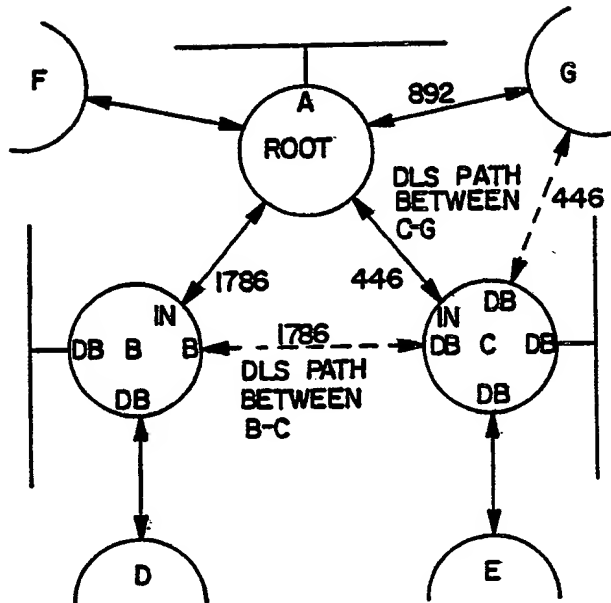 F
A
ROOT
892
G
DLS PATH
BETWEEN
C-G
446
1786
446
IN
DB B B
DB
1786
DLS PATH
BETWEEN
B-C
IN DB
DB C DB
DB
D
E